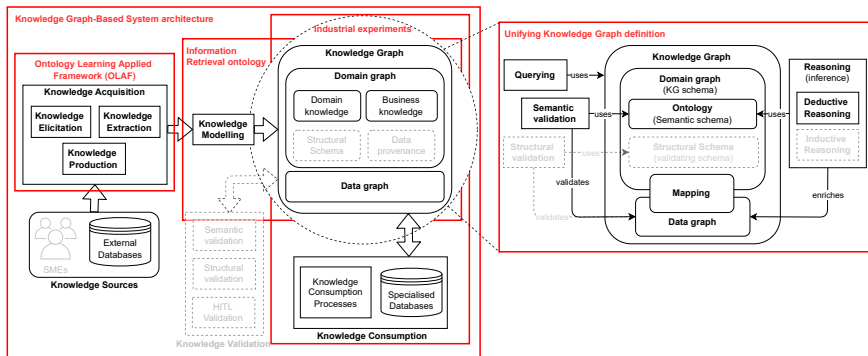 Knowledge Graph-Based System architecture
Industrial experiments
Information
Retrieval ontology
Ontology Learning Applied
Framework (OLAF)
Knowledge Acquisition
Knowledge
Elicitation
Knowledge
Extraction
Knowledge
Production
Knowledge
Modelling
Knowledge Graph
Domain graph
Domain
knowledge
Business
knowledge
Structural
Schema
Data
provenance
Data graph
SMEs
External
Databases
Knowledge Sources
Semantic
validation
Structural
validation
HITL
Validation
Knowledge Validation
Knowledge
Consumption
Processes
Specialised
Databases
Knowledge Consumption
Unifying Knowledge Graph definition
Knowledge Graph
Querying
uses
Domain graph
(KG schema)
Reasoning
(inference)
Semantic
validation
uses
Ontology
(Semantic schema)
uses
Deductive
Reasoning
Structural
validation
uses
Structural Schema
(validating schema)
Inductive
Reasoning
validates
Mapping
enriches
validates
Data graph